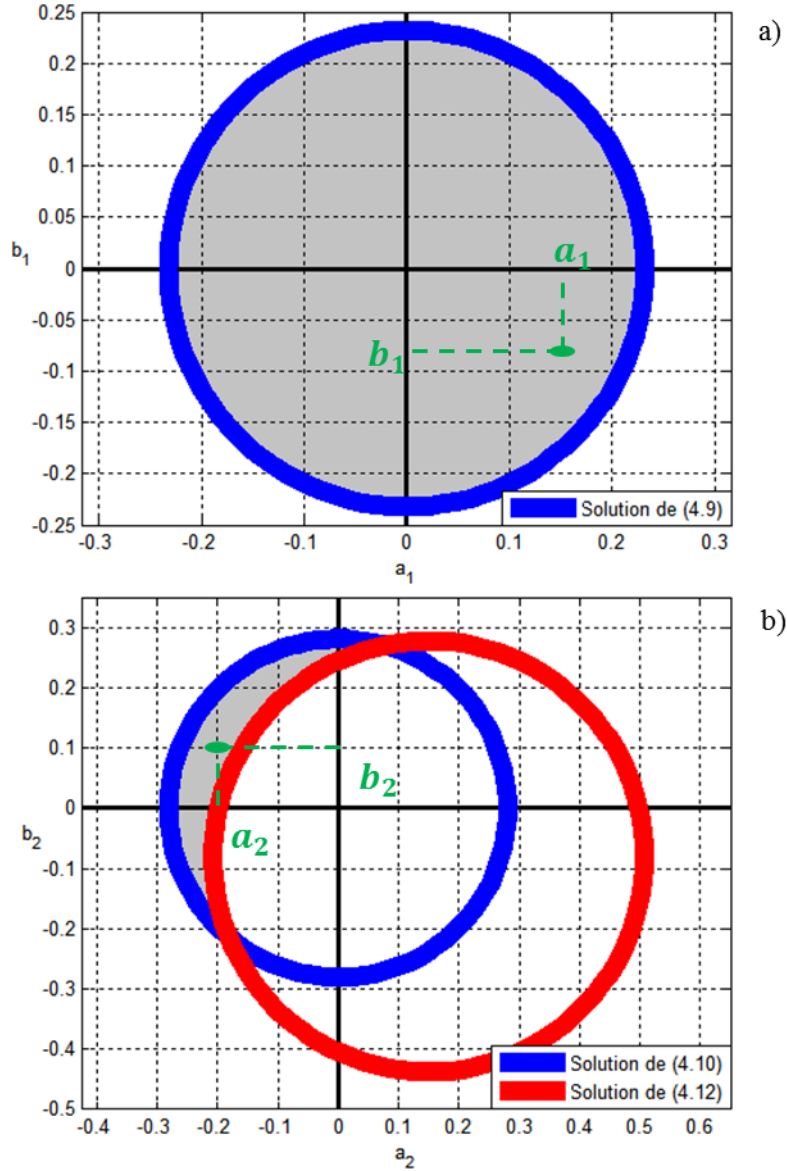 a)
0.25
0.2
0.15
0.1
0.05
b₁ 0
-0.05
-0.1
-0.15
-0.2
-0.25
a₁
b₁
Solution de (4.9)
-0.3 -0.2 -0.1 0 0.1 0.2 0.3
a₁
b)
0.3
0.2
0.1
0
b₂
-0.1
-0.2
-0.3
-0.4
-0.5
b₂
a₂
Solution de (4.10)
Solution de (4.12)
-0.4 -0.3 -0.2 -0.1 0 0.1 0.2 0.3 0.4 0.5 0.6
a₂